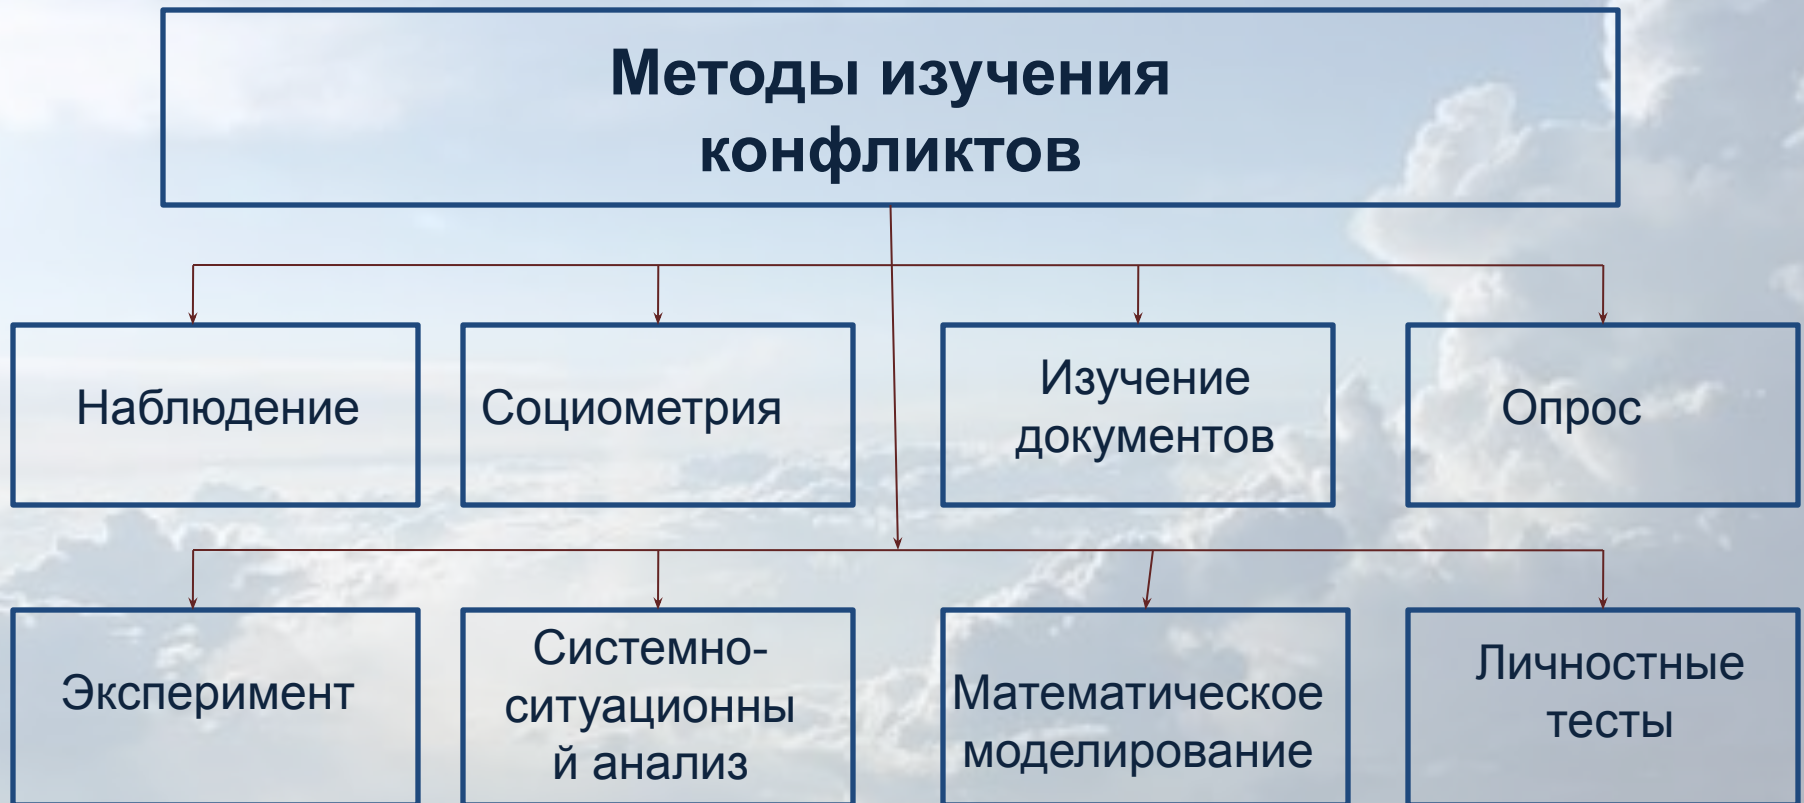 Методы изучения
конфликтов
Наблюдение
Социометрия
Изучение
документов
Опрос
Эксперимент
Системно-
ситуационны
й анализ
Математическое
моделирование
Личностные
тесты